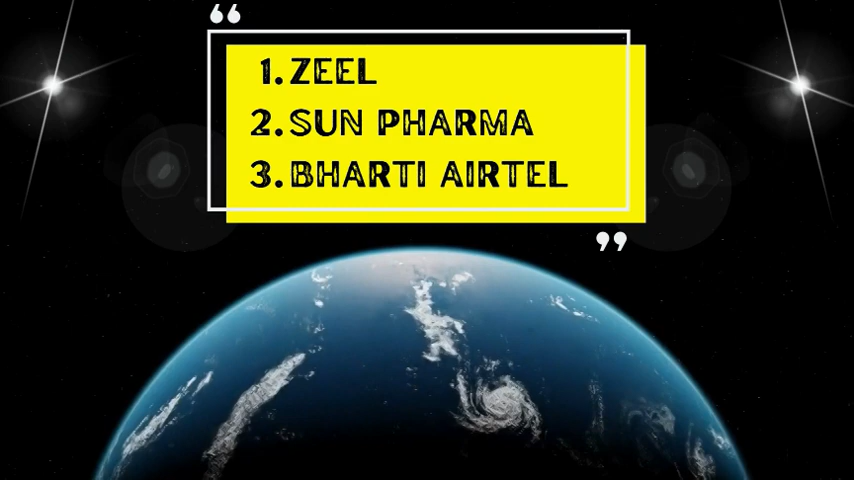 “
1. ZEEL
2. SUN PHARMA
3. BHARTI AIRTEL
”